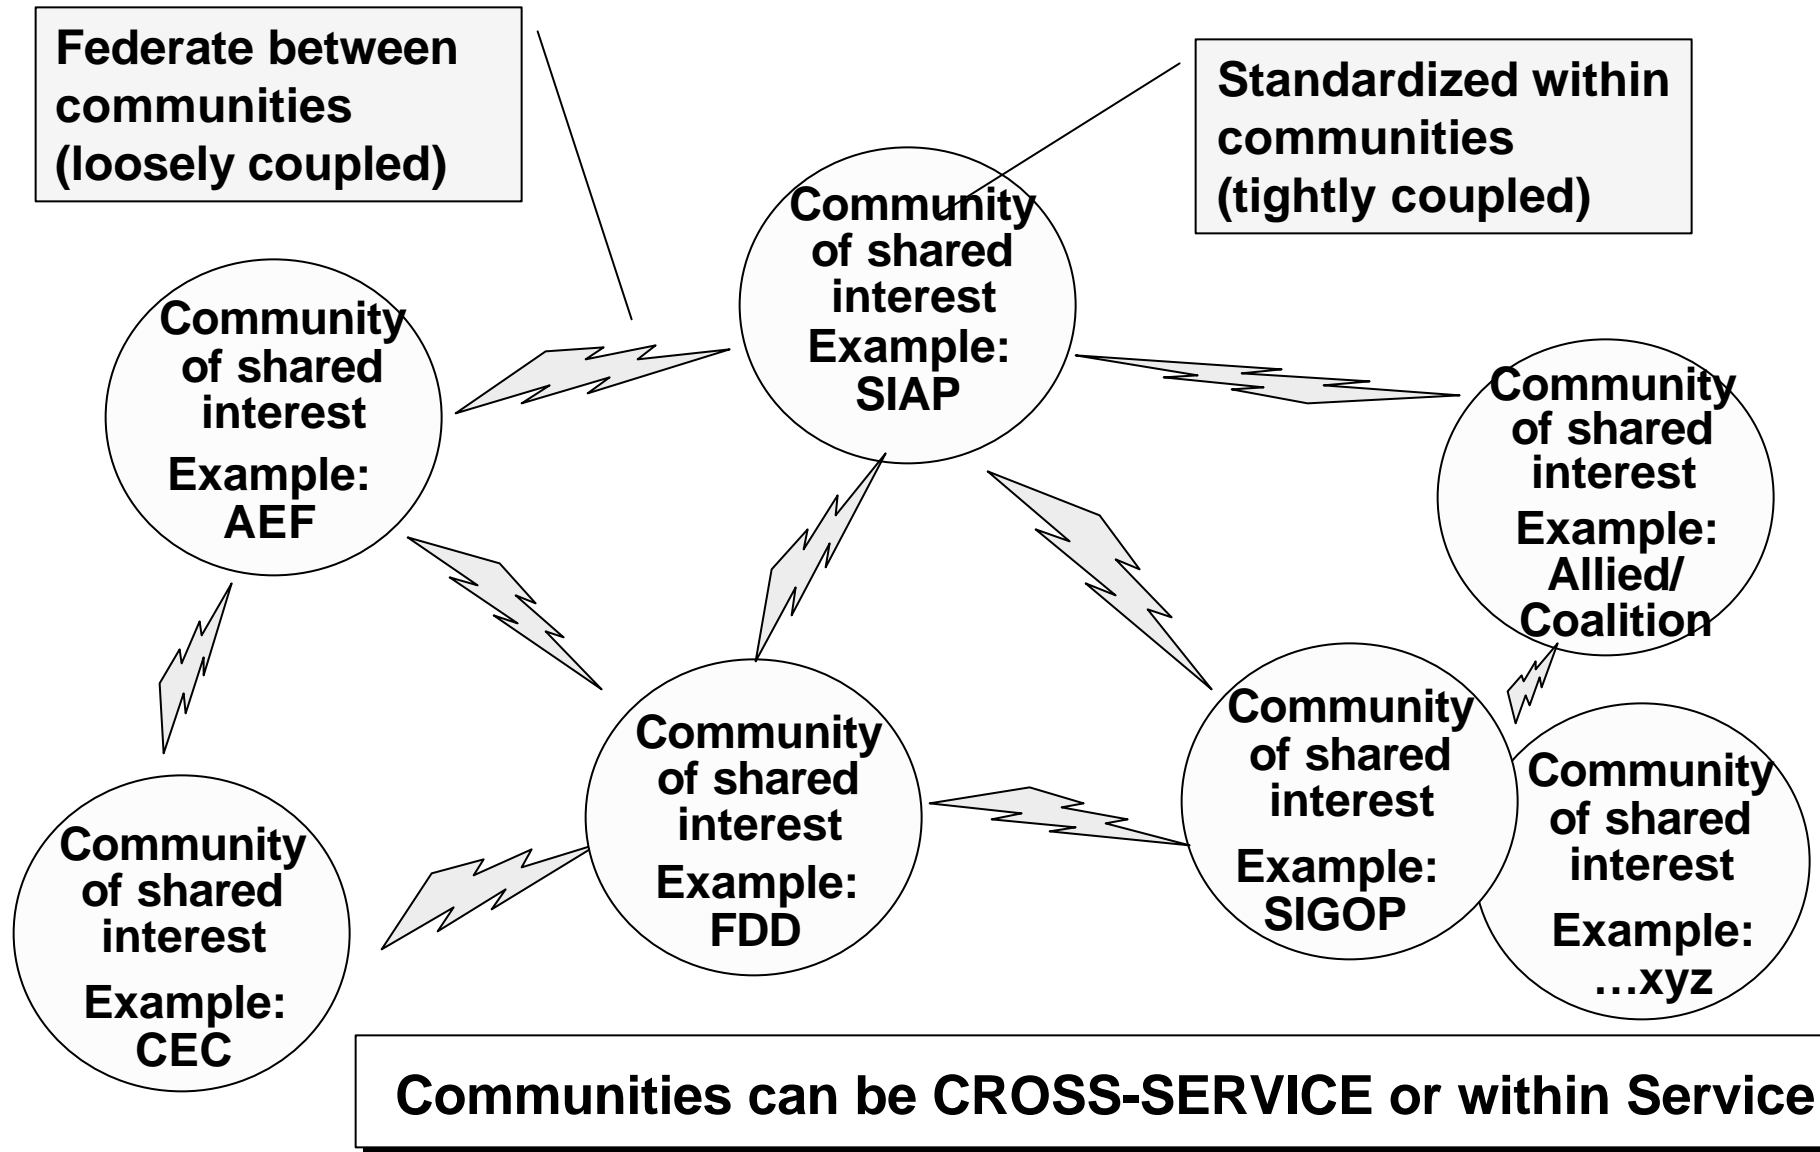 Federate between
communities
(loosely coupled)
Standardized within
communities
(tightly coupled)
Community
of shared
interest
Example:
SIAP
Community
of shared
interest
Example:
AEF
Community
of shared
interest
Example:
Allied/
Coalition
Community
of shared
interest
Example:
FDD
Community
of shared
interest
Example:
SIGOP
Community
of shared
interest
Example:
…xyz
Community
of shared
interest
Example:
CEC
Communities can be CROSS-SERVICE or within Service